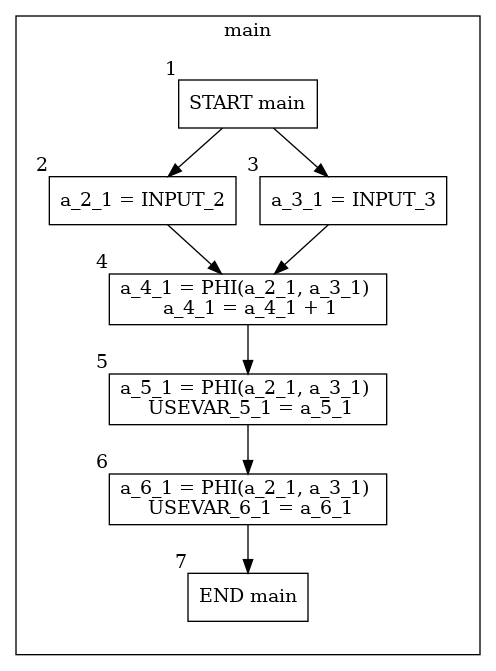 main
1
START main
2
a_2_1 = INPUT_2
3
a_3_1 = INPUT_3
4
a_4_1 = PHI(a_2_1, a_3_1)
a_4_1 = a_4_1 + 1
5
a_5_1 = PHI(a_2_1, a_3_1)
USEVAR_5_1 = a_5_1
6
a_6_1 = PHI(a_2_1, a_3_1)
USEVAR_6_1 = a_6_1
7
END main